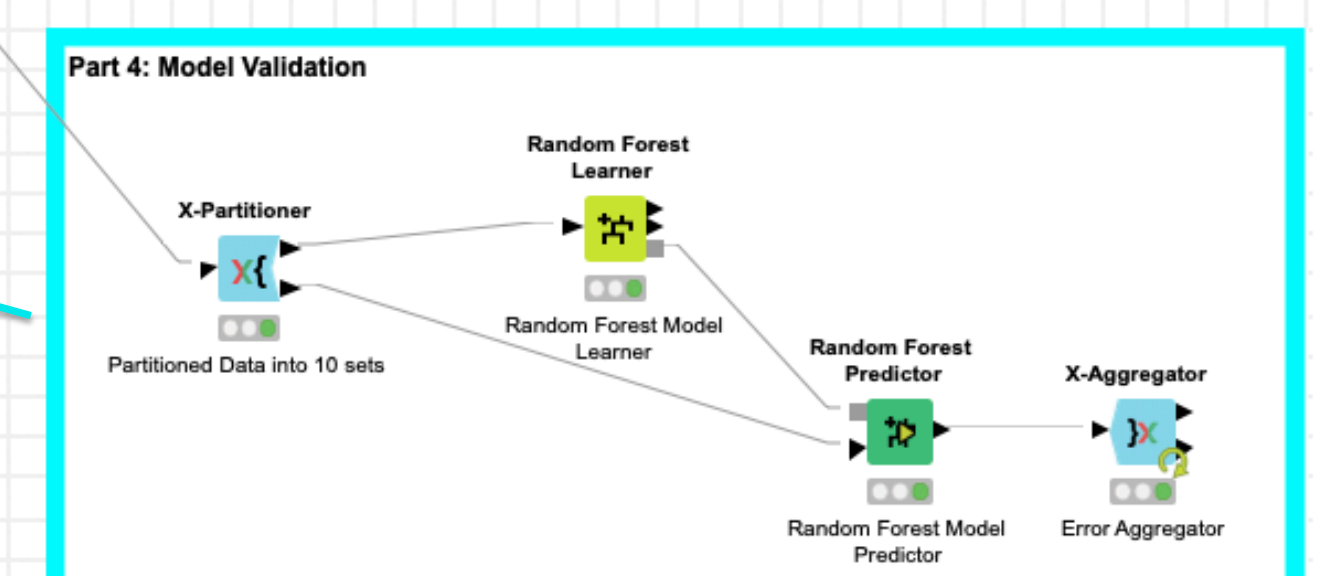 Part 4: Model Validation
X-Partitioner
Partitioned Data into 10 sets
Random Forest
Learner
Random Forest Model
Learner
Random Forest
Predictor
Random Forest Model
Predictor
X-Aggregator
Error Aggregator